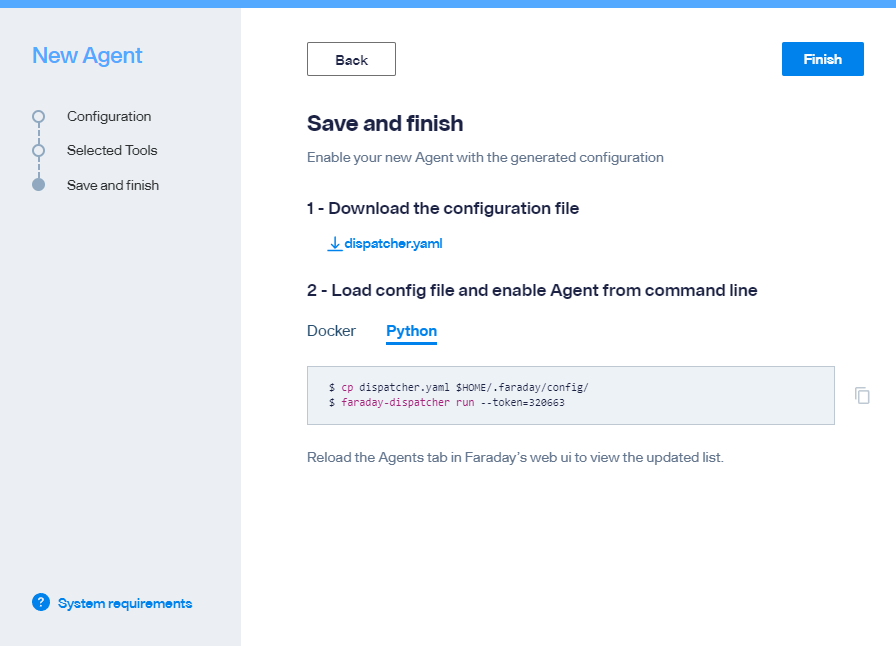 New Agent
Configuration
Selected Tools
Save and finish
? System requirements
Back
Finish
Save and finish
Enable your new Agent with the generated configuration
1 - Download the configuration file
dispatcher.yaml
2 - Load config file and enable Agent from command line
Docker Python
$ cp dispatcher.yaml $HOME/.faraday/config/
$ faraday-dispatcher run --token=320663
Reload the Agents tab in Faraday's web ui to view the updated list.